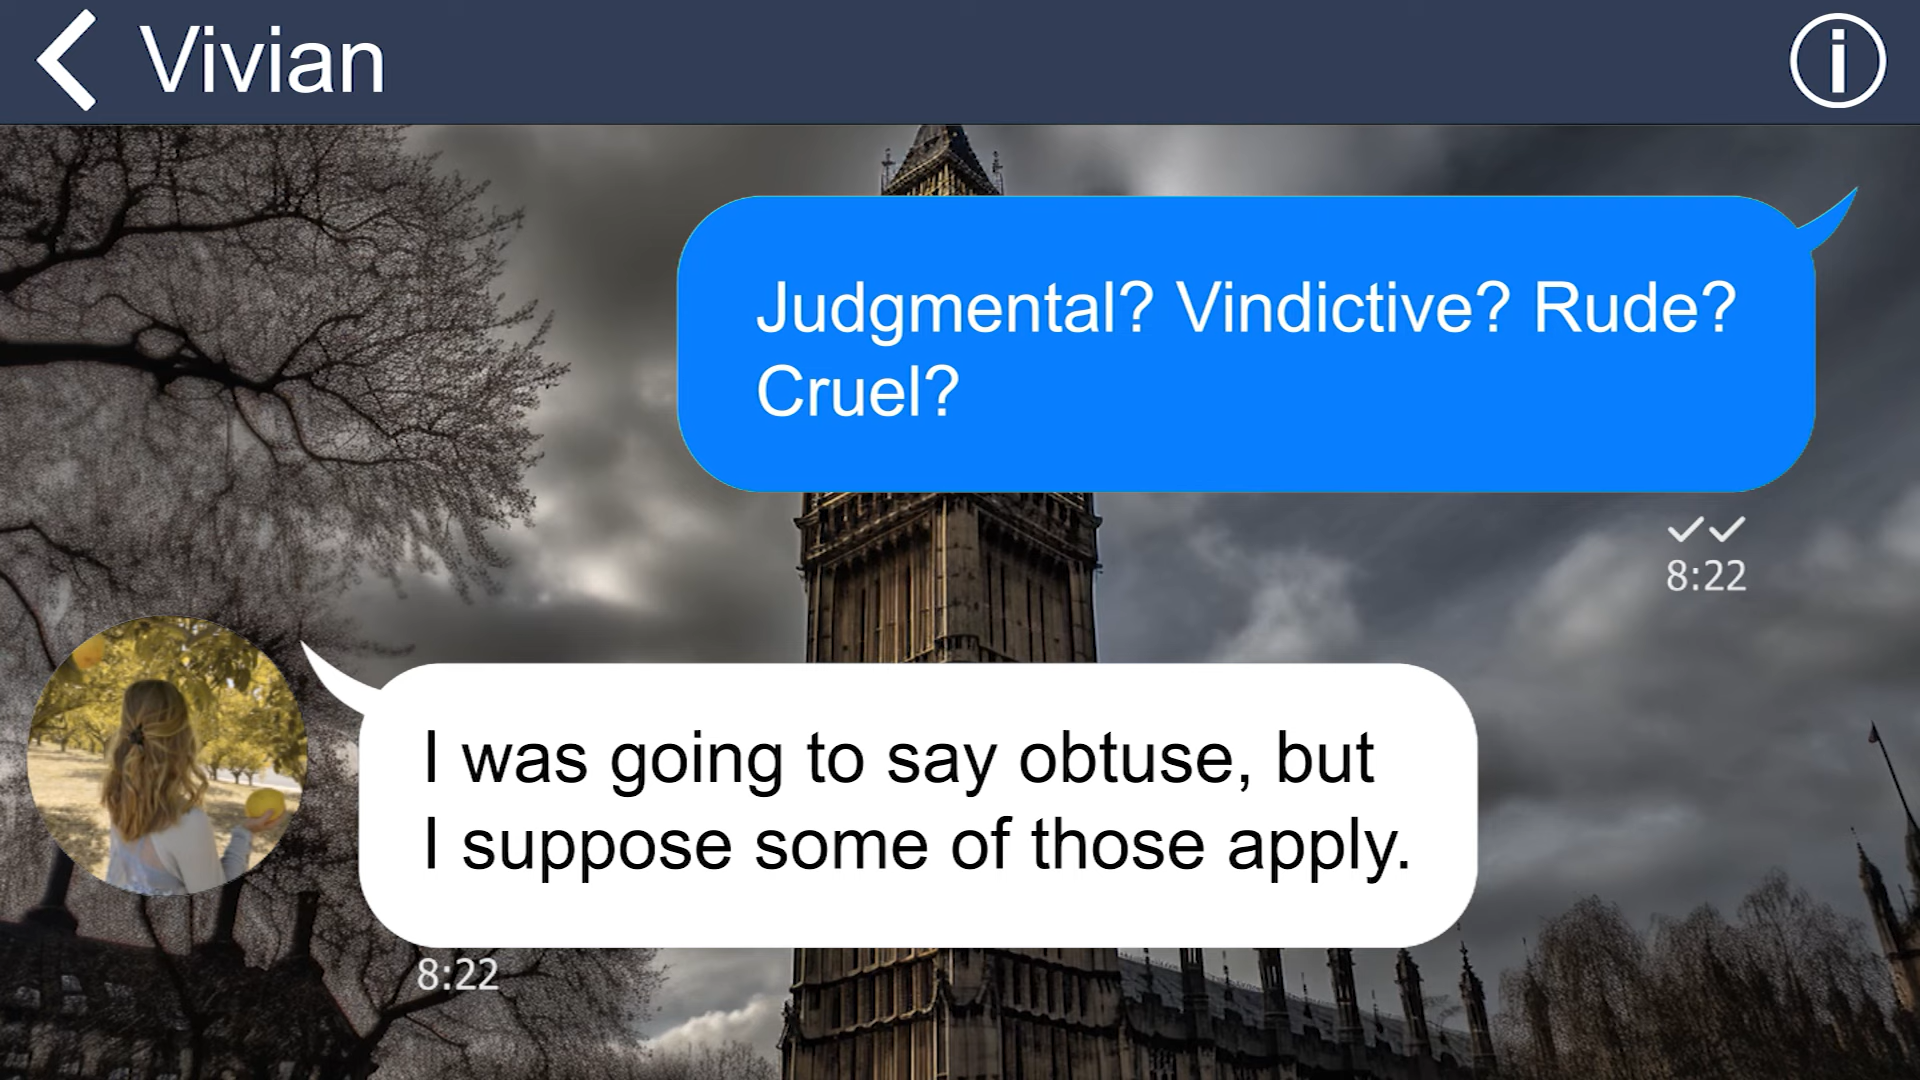 Vivian
Judgmental? Vindictive? Rude?
Cruel?
8:22
I was going to say obtuse, but
I suppose some of those apply.
8:22